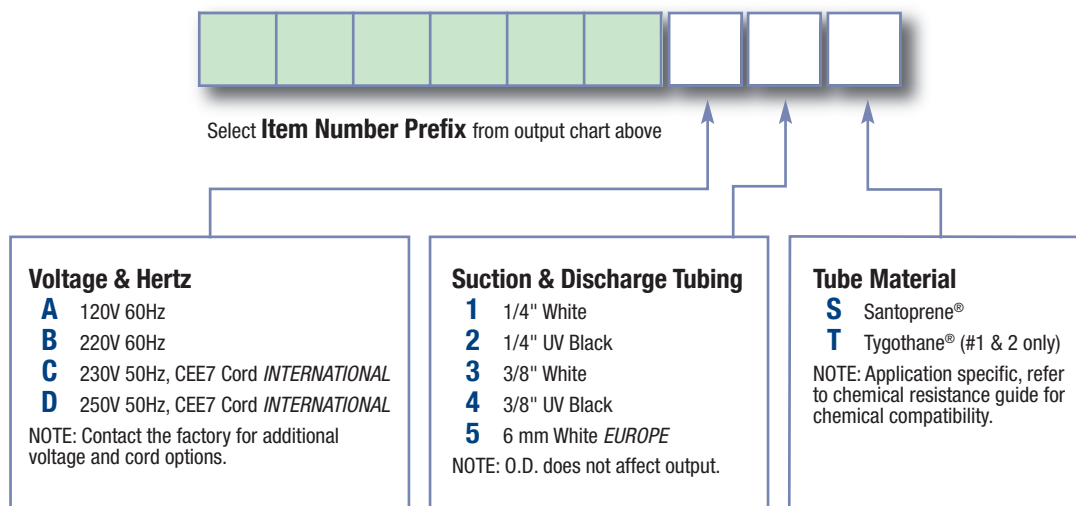 Select Item Number Prefix from output chart above
Voltage & Hertz
A 120V 60Hz
B 220V 60Hz
C 230V 50Hz, CEE7 Cord INTERNATIONAL
D 250V 50Hz, CEE7 Cord INTERNATIONAL
NOTE: Contact the factory for additional
voltage and cord options.
Suction & Discharge Tubing
1 1/4" White
2 1/4" UV Black
3 3/8" White
4 3/8" UV Black
5 6 mm White EUROPE
NOTE: O.D. does not affect output.
Tube Material
S Santoprene®
T Tygothane® (#1 & 2 only)
NOTE: Application specific, refer
to chemical resistance guide for
chemical compatibility.